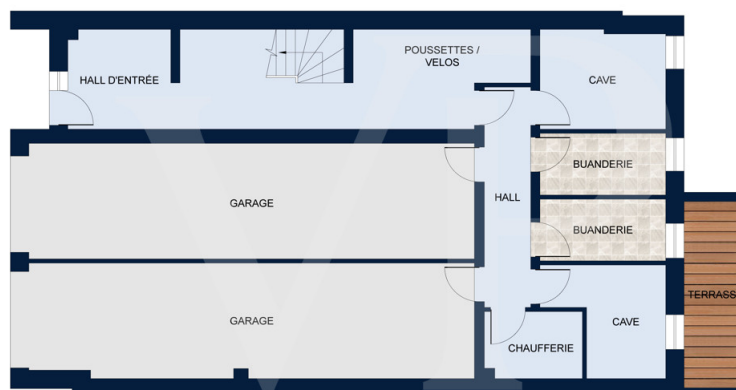 POUSSETTES /
VELOS
HALL D'ENTRÉE
CAVE
BUANDERIE
HALL
GARAGE
BUANDERIE
TERRASS
GARAGE
CAVE
CHAUFFERIE